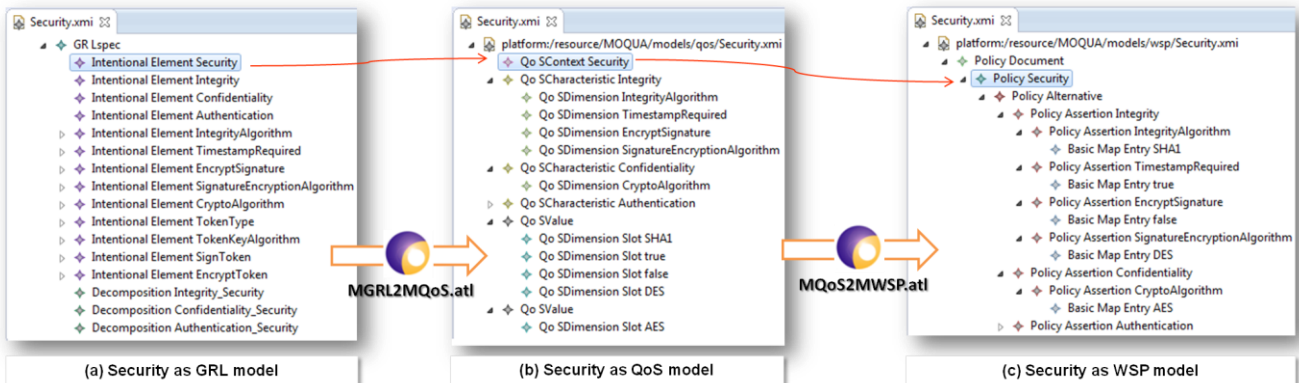 Security.xmi
GR Lspec
Intentional Element Security
Intentional Element Integrity
Intentional Element Confidentiality
Intentional Element Authentication
Intentional Element IntegrityAlgorithm
Intentional Element TimestampRequired
Intentional Element EncryptSignature
Intentional Element SignatureEncryptionAlgorithm
Intentional Element CryptoAlgorithm
Intentional Element TokenType
Intentional Element TokenKeyAlgorithm
Intentional Element SignToken
Intentional Element EncryptToken
Decomposition Integrity_Security
Decomposition Confidentiality_Security
Decomposition Authentication_Security
(a) Security as GRL model
MGRL2MQoS.atl
Security.xmi
platform:/resource/MOQUA/models/qos/Security.xmi
Qo SContext Security
Qo SCharacteristic Integrity
Qo SDimension IntegrityAlgorithm
Qo SDimension TimestampRequired
Qo SDimension EncryptSignature
Qo SDimension SignatureEncryptionAlgorithm
Qo SCharacteristic Confidentiality
Qo SDimension CryptoAlgorithm
Qo SCharacteristic Authentication
Qo SValue
Qo SDimension Slot SHA1
Qo SDimension Slot true
Qo SDimension Slot false
Qo SDimension Slot DES
Qo SValue
Qo SDimension Slot AES
(b) Security as QoS model
MQoS2MWSP.atl
Security.xmi
platform:/resource/MOQUA/models/wsp/Security.xmi
Policy Document
Policy Security
Policy Alternative
Policy Assertion Integrity
Policy Assertion IntegrityAlgorithm
Basic Map Entry SHA1
Policy Assertion TimestampRequired
Basic Map Entry true
Policy Assertion EncryptSignature
Basic Map Entry false
Policy Assertion SignatureEncryptionAlgorithm
Basic Map Entry DES
Policy Assertion Confidentiality
Policy Assertion CryptoAlgorithm
Basic Map Entry AES
Policy Assertion Authentication
(c) Security as WSP model